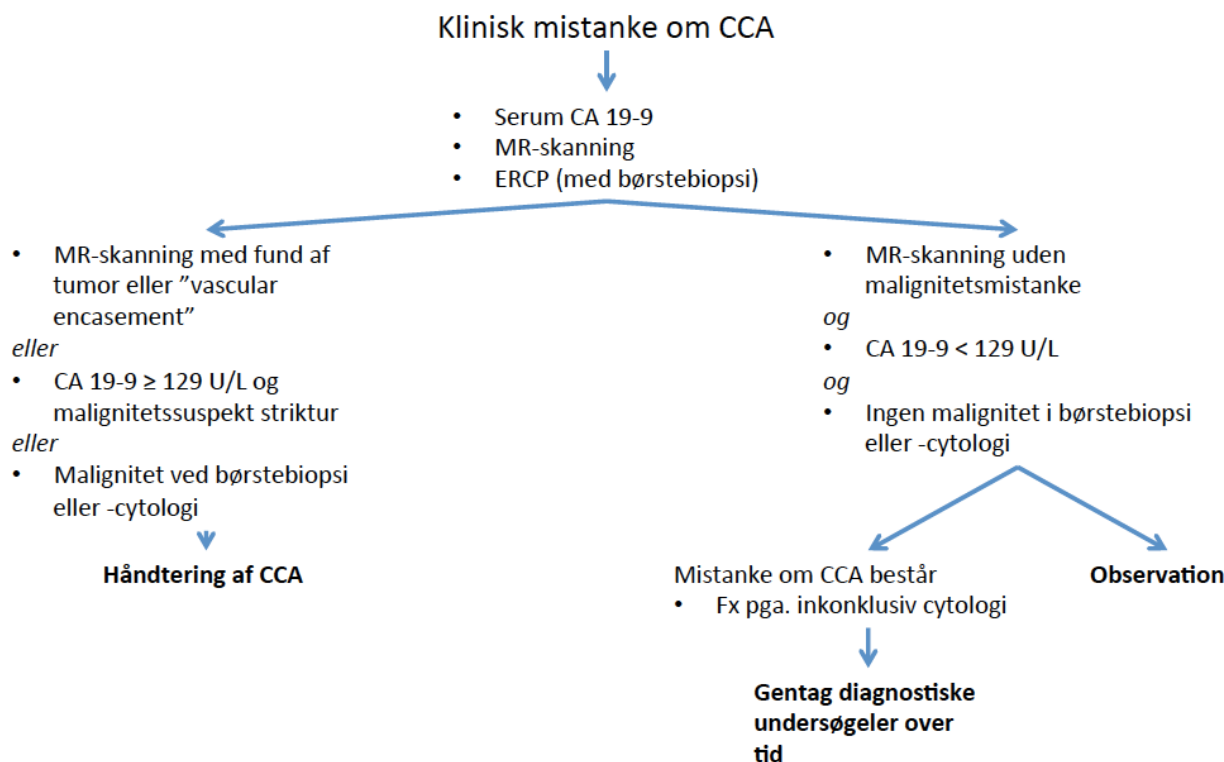 Klinisk mistanke om CCA
• Serum CA 19-9
• MR-skanning
• ERCP (med børstebiopsi)
• MR-skanning med fund af
tumor eller ”vascular
encasement”
eller
• CA 19-9 ≥ 129 U/L og
malignitetssuspekt striktur
eller
• Malignitet ved børstebiopsi
eller -cytologi
Håndtering af CCA
• MR-skanning uden
malignitetsmistanke
og
• CA 19-9 < 129 U/L
og
• Ingen malignitet i børstebiopsi
eller -cytologi
Mistanke om CCA består
• Fx pga. inkonklusiv cytologi
Gentag diagnostiske
undersøgeler over
tid
Observation